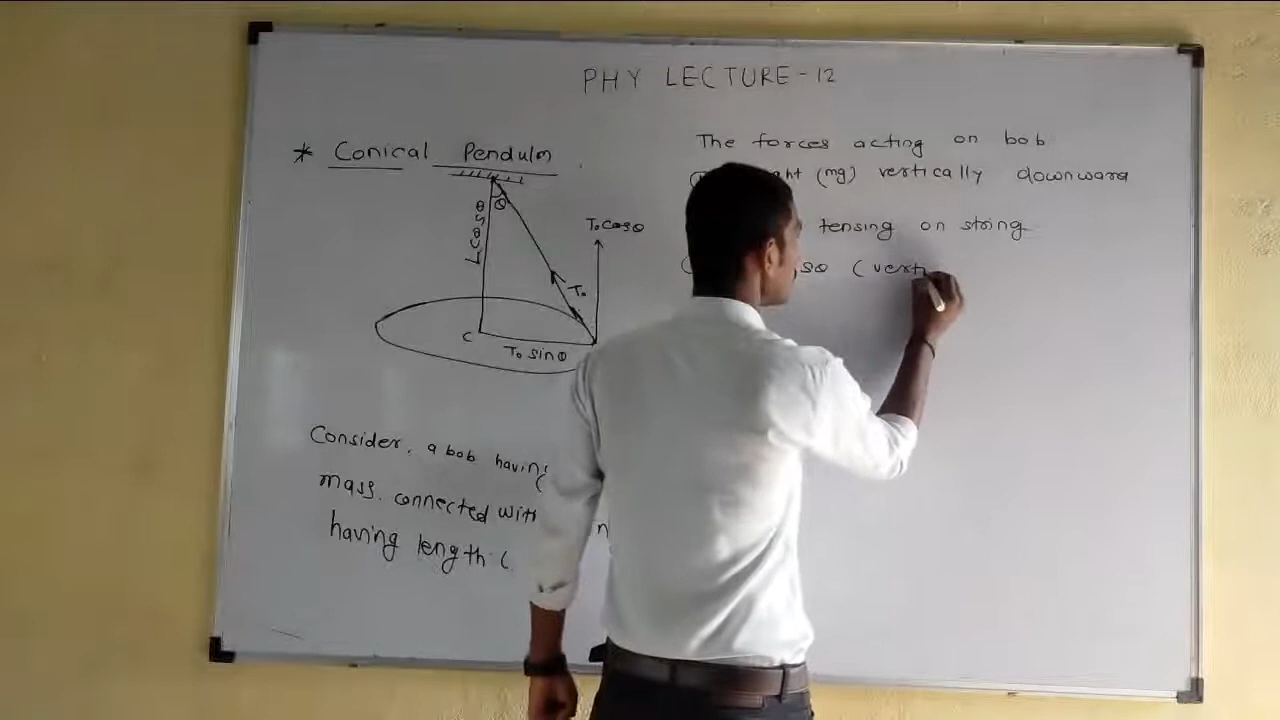 PHY LECTURE - 12
* Conical Pendulm
θ
Lcosθ
T₀cosθ
T₀
C
T₀ sinθ
Consider, a bob having
mass. connected with
having length (
The forces acting on bob
(mg) vertically downward
tensing on string
(verti